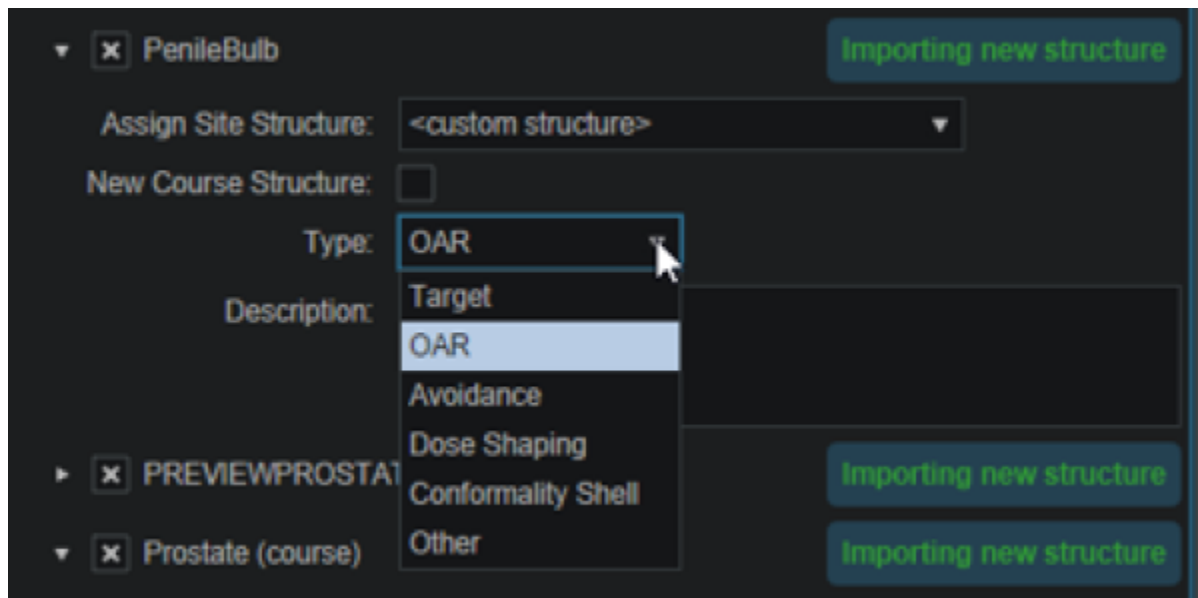 PenileBulb
Importing new structure
Assign Site Structure: <custom structure>
New Course Structure:
Type: OAR
Description:
Target
OAR
Avoidance
Dose Shaping
Conformality Shell
Other
PREVIEWPROSTAT
Importing new structure
Prostate (course)
Importing new structure